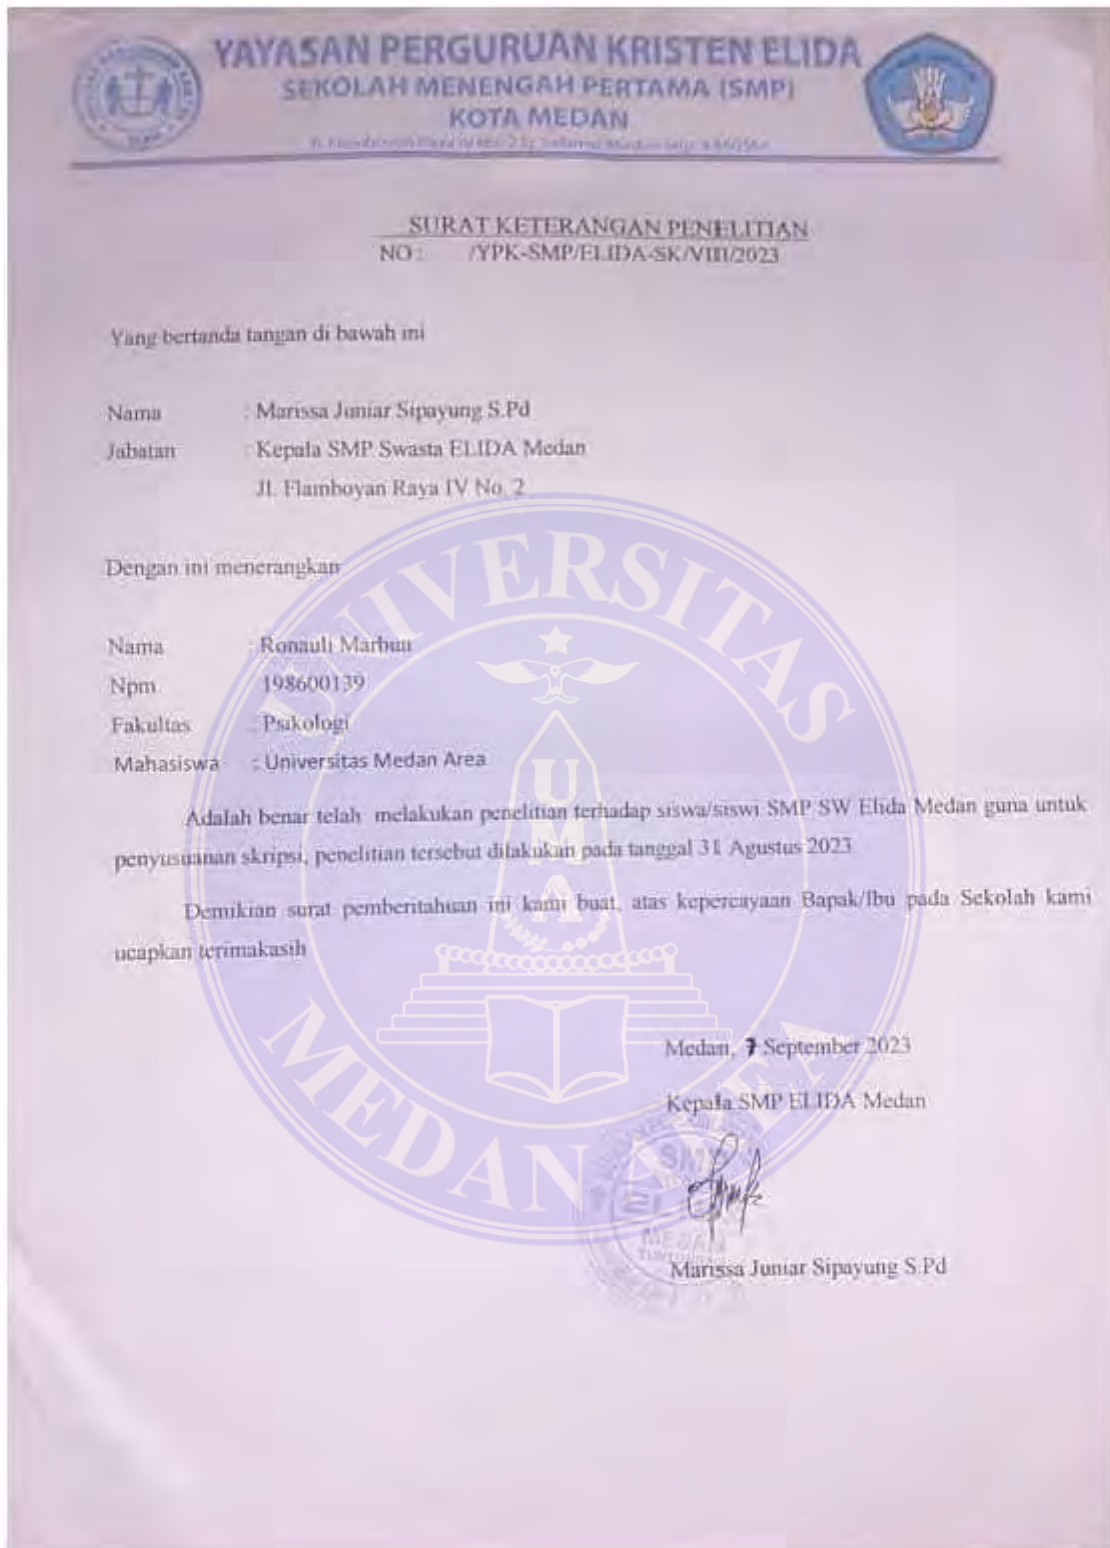 YAYASAN PERGURUAN KRISTEN ELIDA
SEKOLAH MENENGAH PERTAMA (SMP)
KOTA MEDAN
SURAT KETERANGAN PENELITIAN
NO : /YPK-SMP/ELIDA-SK/VIII/2023
Yang bertanda tangan di bawah ini
Nama : Marissa Juniar Sipayung S.Pd
Jabatan : Kepala SMP Swasta ELIDA Medan
Jl. Flamboyan Raya IV No. 2
Dengan ini menerangkan
Nama : Ronauli Marbun
Npm 198600139
Fakultas : Psikologi
Mahasiswa : Universitas Medan Area
Adalah benar telah melakukan penelitian terhadap siswa/siswi SMP SW Elida Medan guna untuk
penyusunanan skripsi, penelitian tersebut dilakukan pada tanggal 31 Agustus 2023
Demikian surat pemberitahuan ini kami buat, atas kepercayaan Bapak/Ibu pada Sekolah kami
ucapkan terimakasih
Medan, 7 September 2023
Kepala SMP ELIDA Medan
SMP
MEDAN
Marissa Juniar Sipayung S.Pd
UNIVERSITAS
UMA
MEDAN AREA